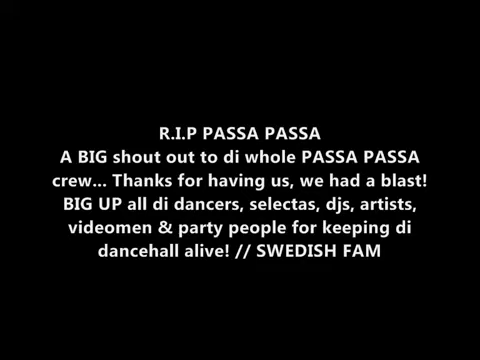 R.I.P PASSA PASSA
A BIG shout out to di whole PASSA PASSA
crew... Thanks for having us, we had a blast!
BIG UP all di dancers, selectas, djs, artists,
videomen & party people for keeping di
dancehall alive! // SWEDISH FAM